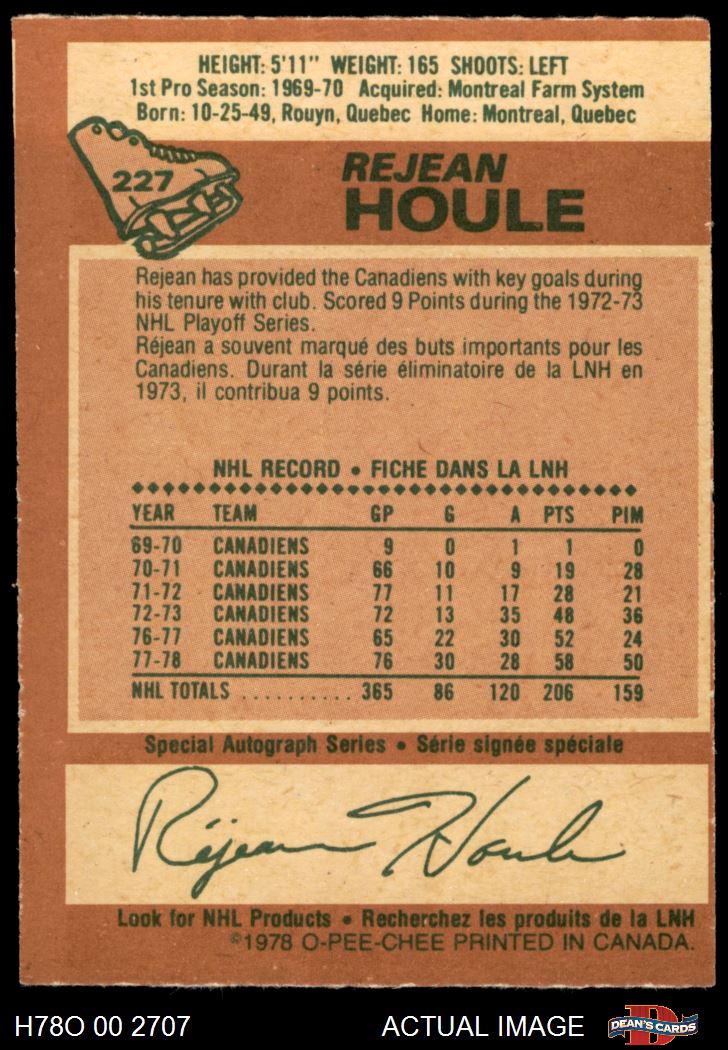 HEIGHT: 5'11" WEIGHT: 165 SHOOTS: LEFT
1st Pro Season: 1969-70 Acquired: Montreal Farm System
Born: 10-25-49, Rouyn, Quebec Home: Montreal, Quebec
227
REJEAN
HOULE
Rejean has provided the Canadiens with key goals during
his tenure with club. Scored 9 Points during the 1972-73
NHL Playoff Series.
Réjean a souvent marqué des buts importants pour les
Canadiens. Durant la série éliminatoire de la LNH en
1973, il contribua 9 points.
NHL RECORD • FICHE DANS LA LNH
YEAR TEAM GP G A PTS PIM
69-70 CANADIENS 9 0 1 1 0
70-71 CANADIENS 66 10 9 19 28
71-72 CANADIENS 77 11 17 28 21
72-73 CANADIENS 72 13 35 48 36
76-77 CANADIENS 65 22 30 52 24
77-78 CANADIENS 76 30 28 58 50
NHL TOTALS .......... 365 86 120 206 159
Special Autograph Series • Série signée spéciale
Réjean Houle
Look for NHL Products • Recherchez les produits de la LNH
©1978 O-PEE-CHEE PRINTED IN CANADA.
H78O 00 2707 ACTUAL IMAGE D DEAN'S CARDS